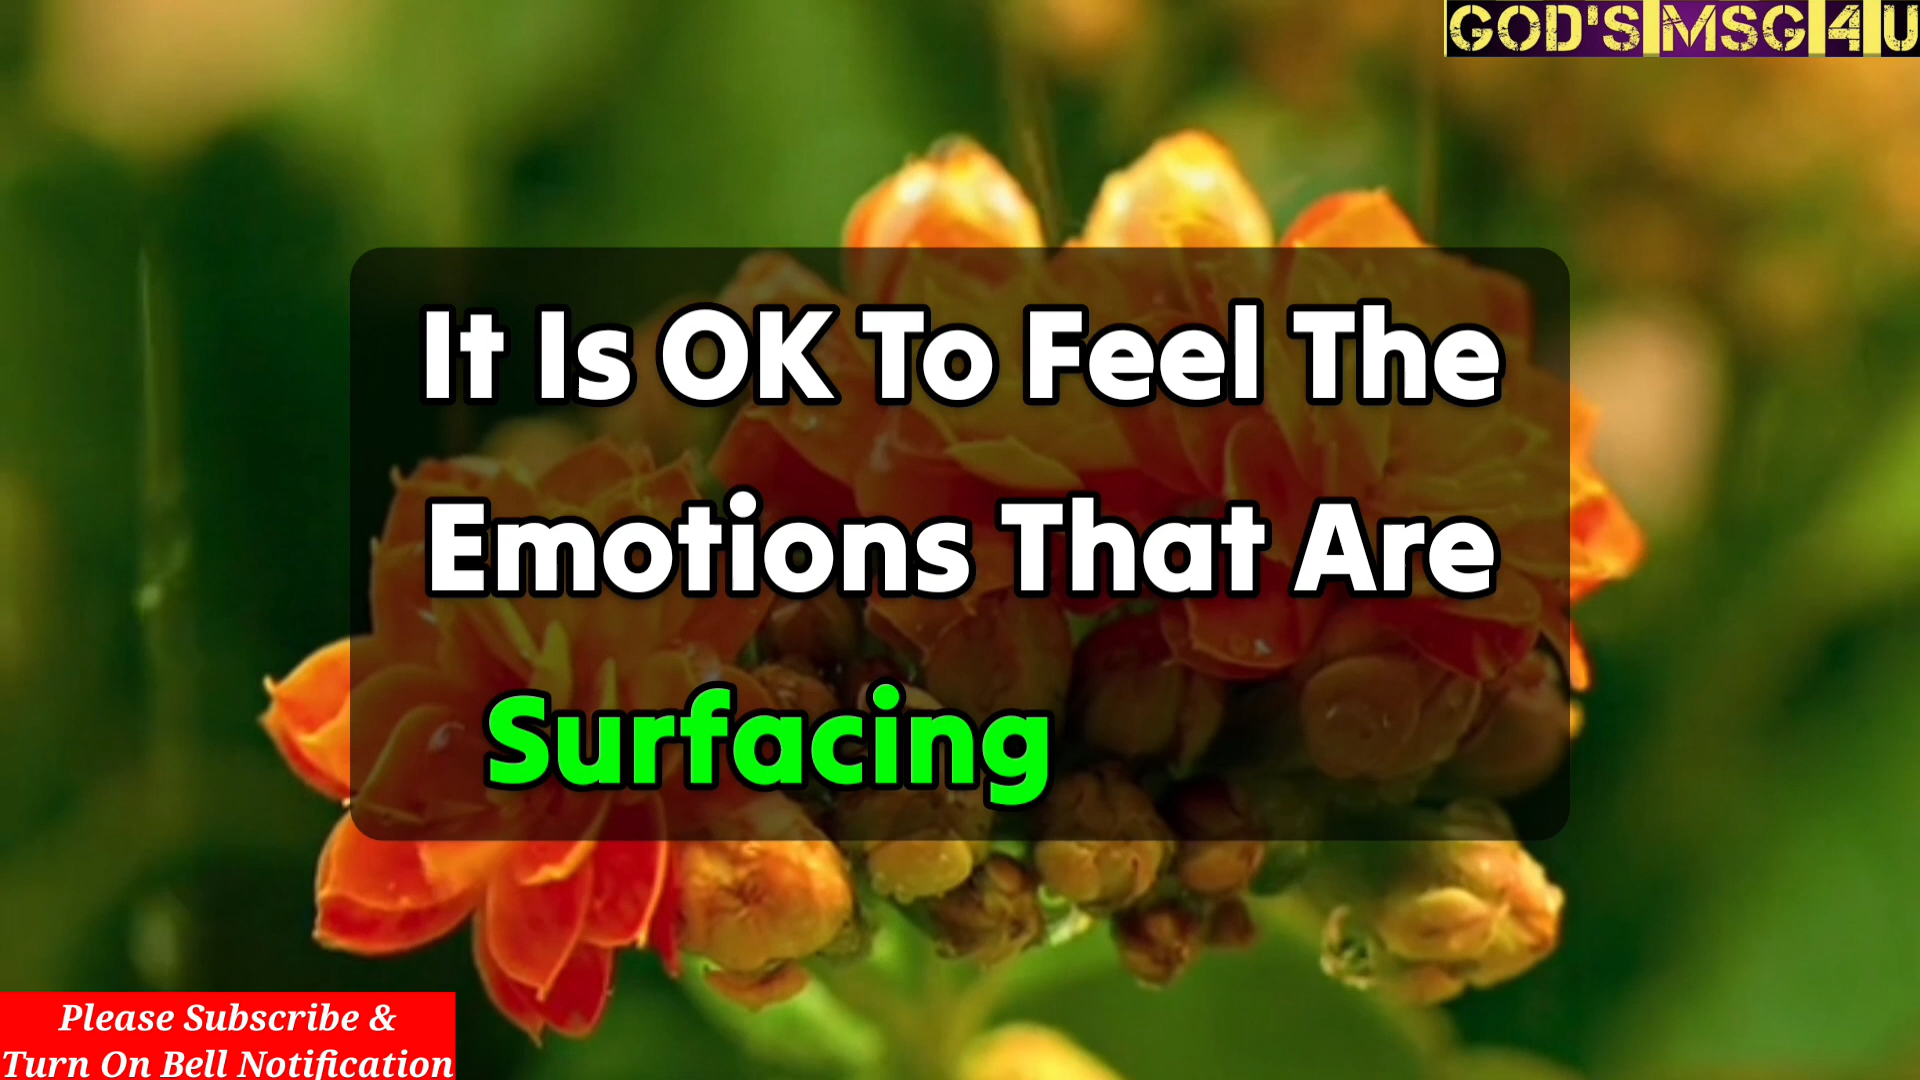 GOD'S MSG 4 U
It Is OK To Feel The
Emotions That Are
Surfacing
Please Subscribe &
Turn On Bell Notification